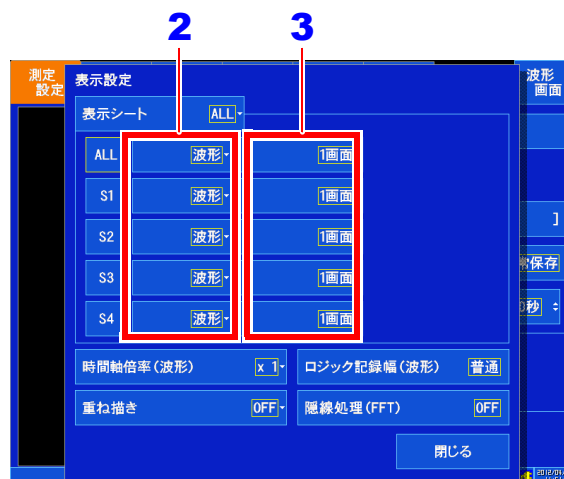 2 3
測定
設定
表示設定
波形
画面
表示シート ALL
ALL 波形 1画面
S1 波形 1画面
S2 波形 1画面
]
S3 波形 1画面
常保存
S4 波形 1画面
0秒
時間軸倍率(波形) x 1
ロジック記録幅(波形) 普通
重ね描き OFF
隠線処理(FFT) OFF
閉じる